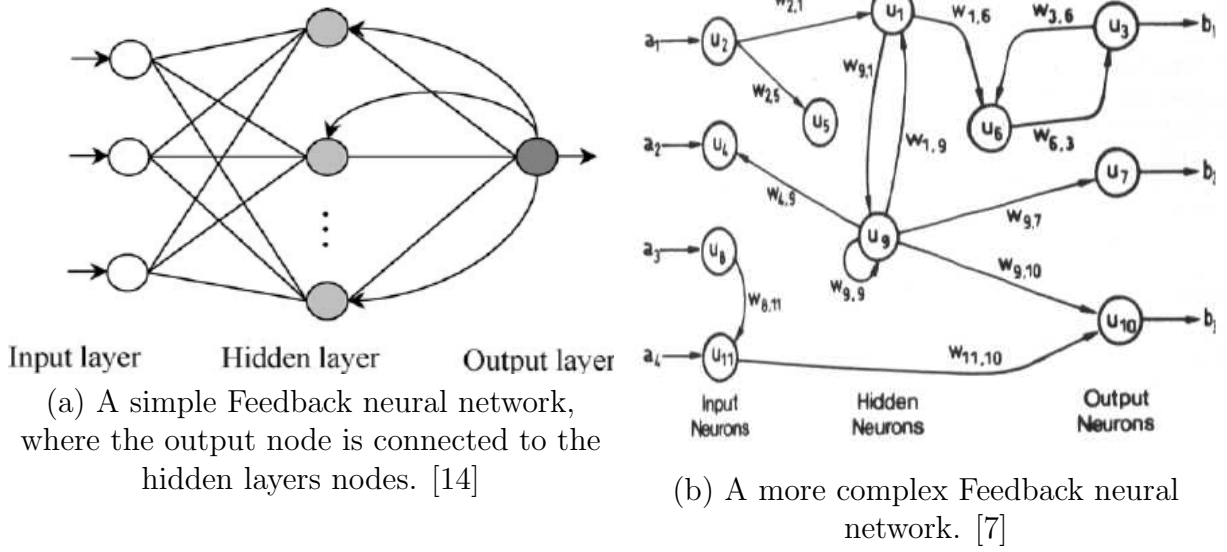 w2,1
u1
w1,6
w3,6
u3
b1
a1
u2
w9,1
w2,5
u5
u6
w6,3
a2
u4
w1,9
u7
w4,9
w9,7
u9
a3
u8
w9,10
w9,9
w8,11
u10
a4
u11
w11,10
Input layer
Hidden layer
Output layer
Input
Neurons
Hidden
Neurons
Output
Neurons
(a) A simple Feedback neural network,
where the output node is connected to the
hidden layers nodes. [14]
(b) A more complex Feedback neural
network. [7]